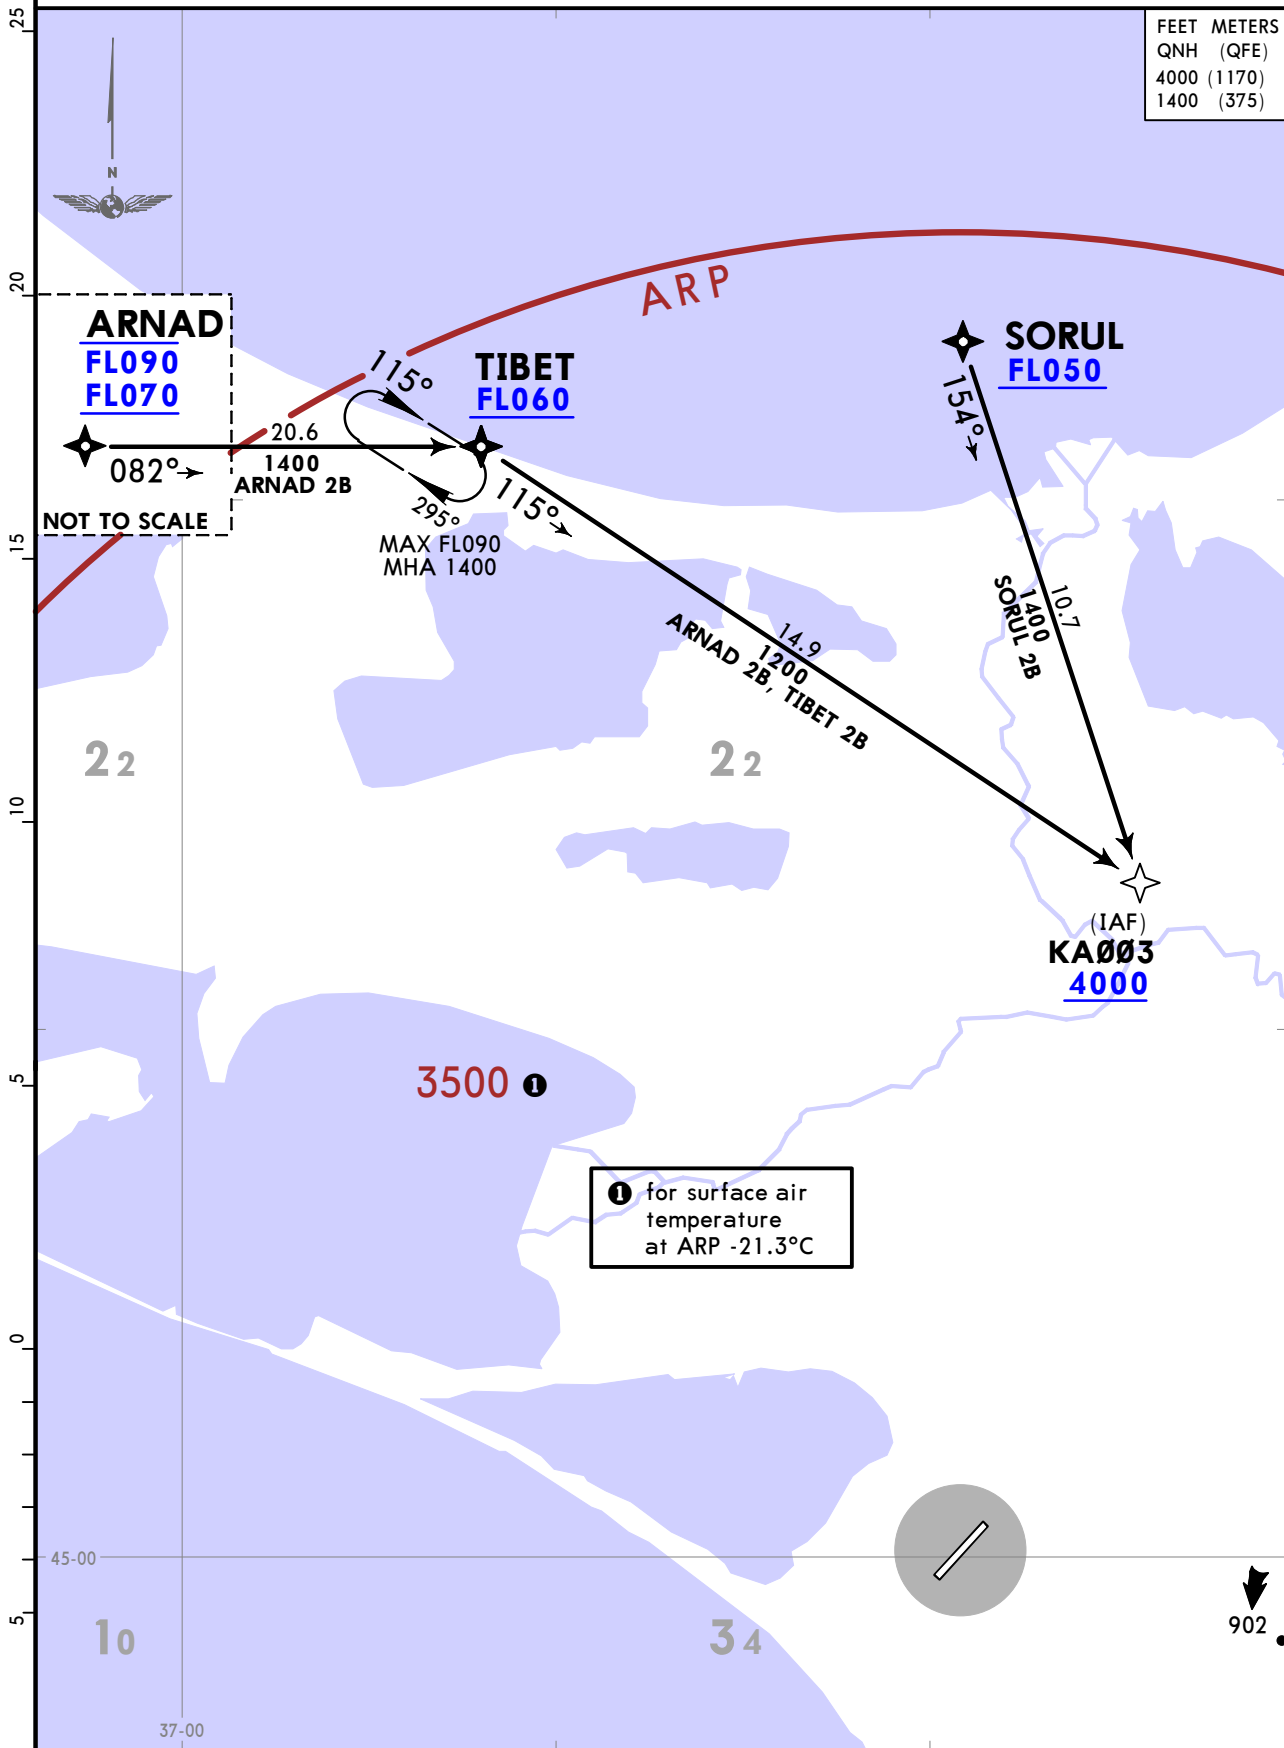 25
FEET METERS
QNH (QFE)
4000 (1170)
1400 (375)
N
20
ARP
ARNAD
FL090
FL070
115°
TIBET
FL060
SORUL
FL050
154°
20.6
1400
ARNAD 2B
082°
NOT TO SCALE
115°
295°
MAX FL090
MHA 1400
15
14.9
1200
ARNAD 2B, TIBET 2B
10.7
1400
SORUL 2B
22
22
10
(IAF)
KAØØ3
4000
5
3500 1
1 for surface air
temperature
at ARP -21.3°C
0
45-00
5
10
34
902
37-00